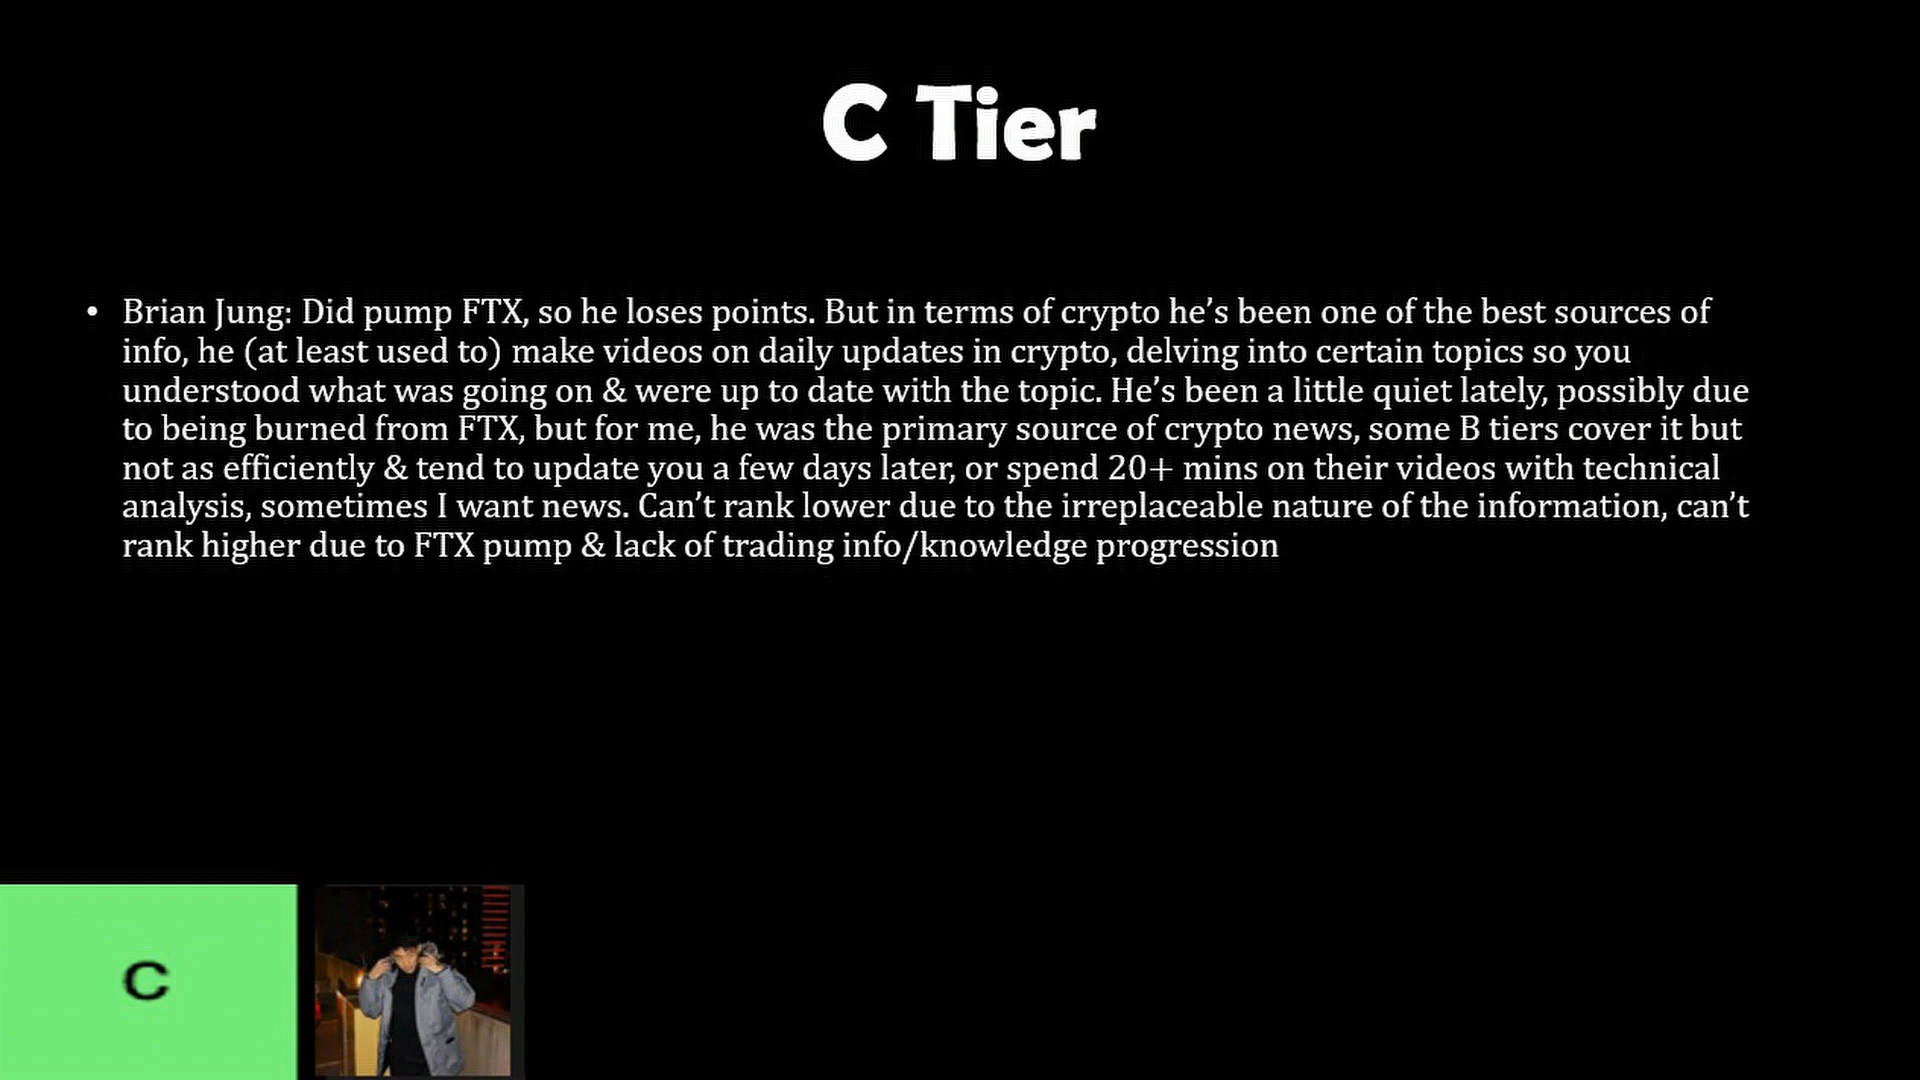 C Tier
• Brian Jung: Did pump FTX, so he loses points. But in terms of crypto he’s been one of the best sources of
info, he (at least used to) make videos on daily updates in crypto, delving into certain topics so you
understood what was going on & were up to date with the topic. He’s been a little quiet lately, possibly due
to being burned from FTX, but for me, he was the primary source of crypto news, some B tiers cover it but
not as efficiently & tend to update you a few days later, or spend 20+ mins on their videos with technical
analysis, sometimes I want news. Can’t rank lower due to the irreplaceable nature of the information, can’t
rank higher due to FTX pump & lack of trading info/knowledge progression
C